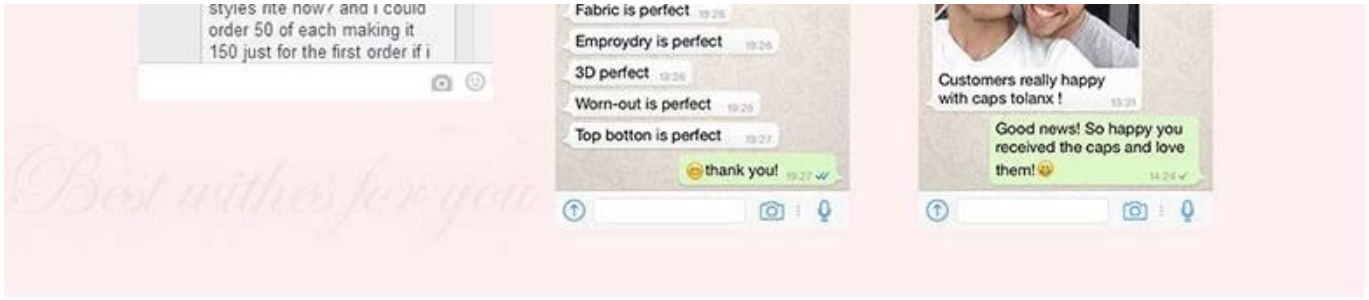 styles rite now? and i could
order 50 of each making it
150 just for the first order if i
Fabric is perfect 19:26
Emproydry is perfect 19:26
3D perfect 19:26
Worn-out is perfect 19:26
Top botton is perfect 19:27
😊thank you! 19:27
Customers really happy
with caps tolanx ! 13:31
Good news! So happy you
received the caps and love
them!😀 14:24
Best withes for you